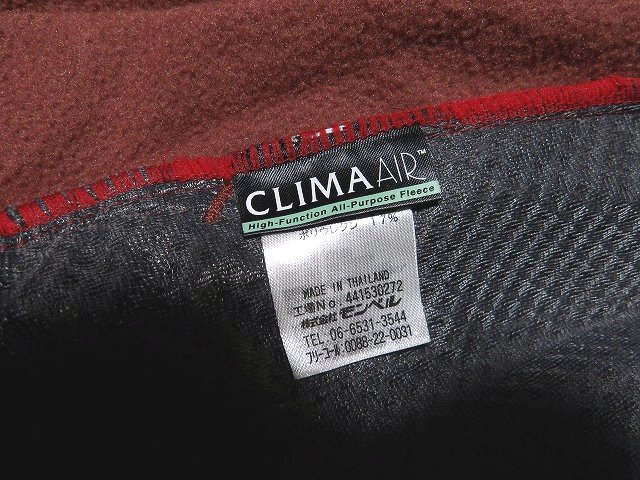 CLIMAAIR™
High-Function All-Purpose Fleece
ポリウレタン 17%
MADE IN THAILAND
工場No. 441530272
株式会社 モンベル
TEL 06-6531-3544
フリーコール 0088-22-0031